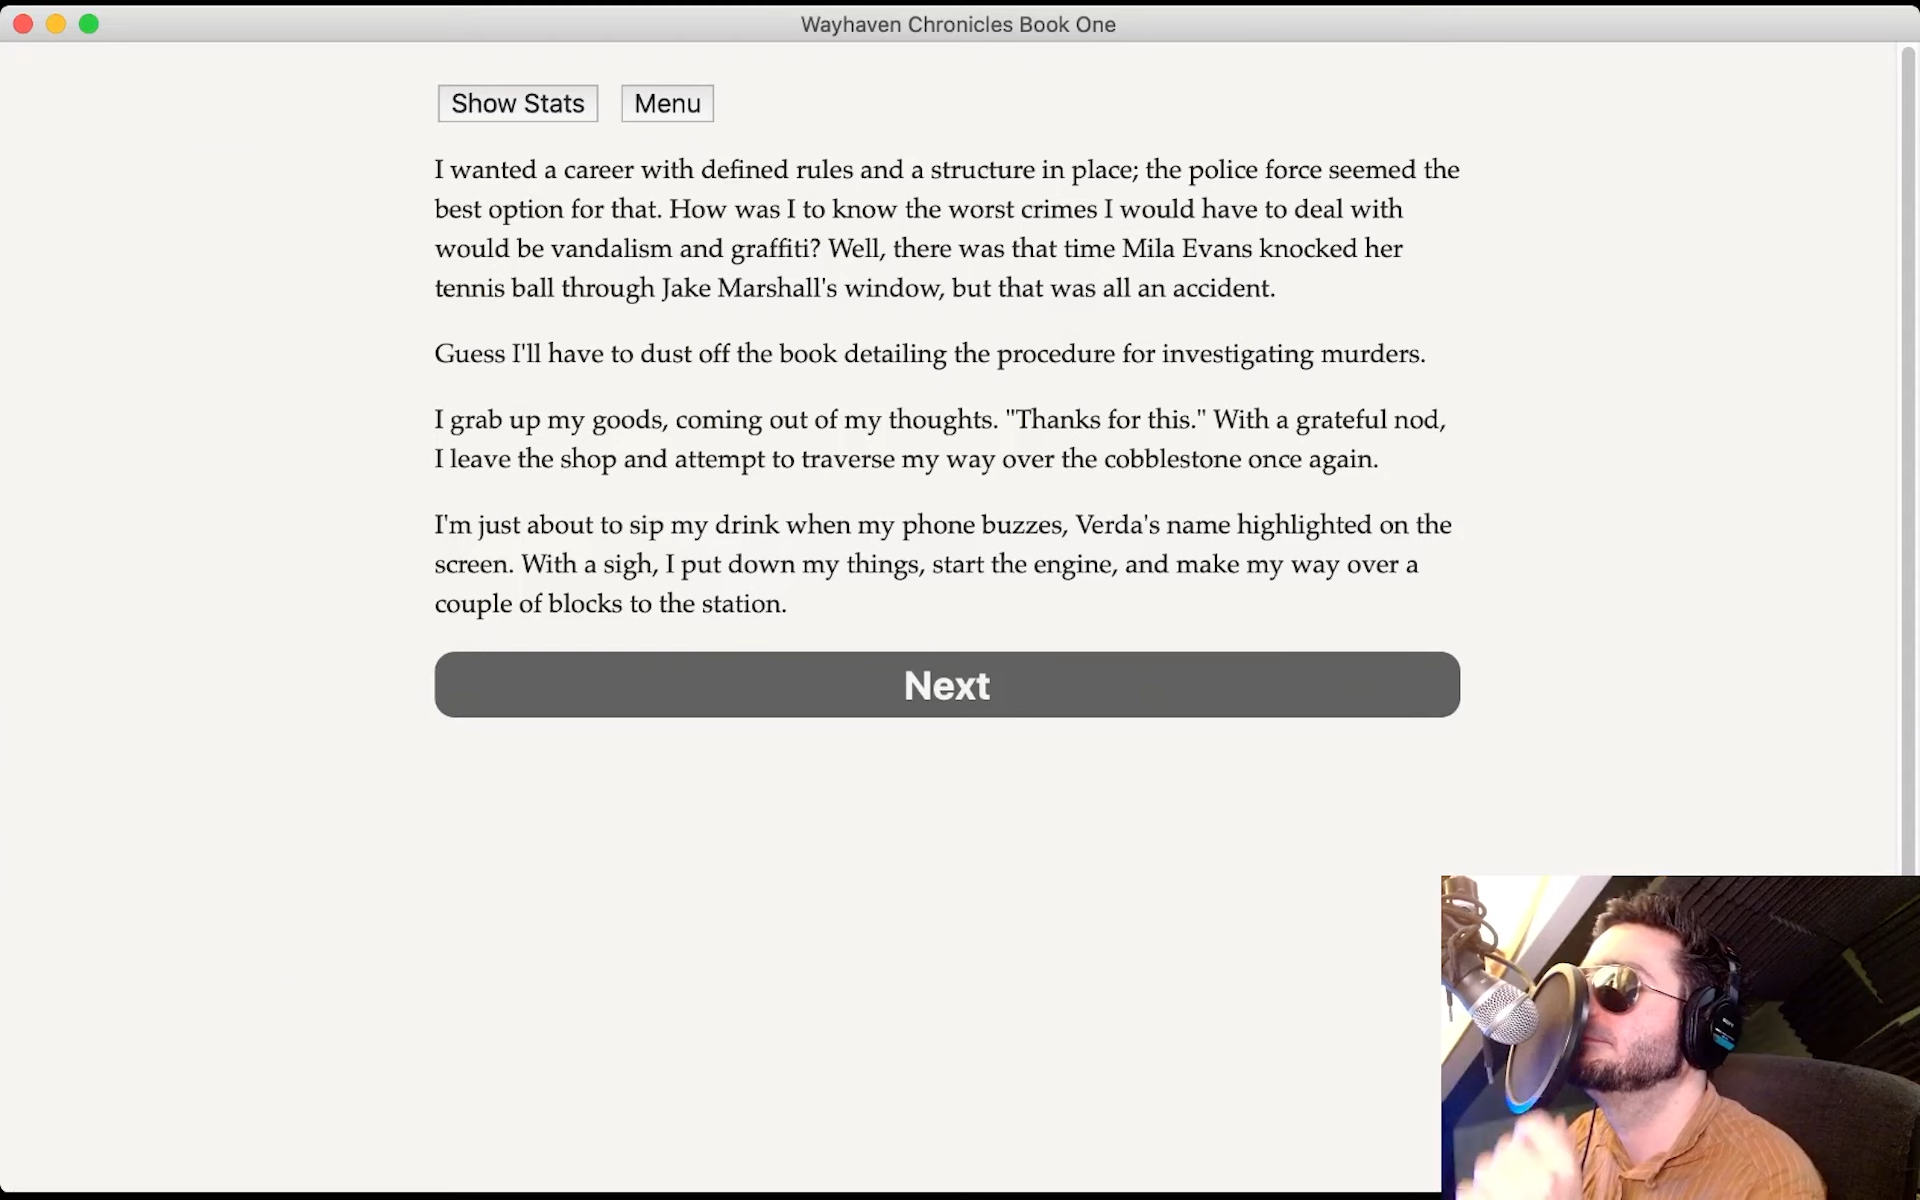 Wayhaven Chronicles Book One
Show Stats
Menu
I wanted a career with defined rules and a structure in place; the police force seemed the
best option for that. How was I to know the worst crimes I would have to deal with
would be vandalism and graffiti? Well, there was that time Mila Evans knocked her
tennis ball through Jake Marshall's window, but that was all an accident.
Guess I'll have to dust off the book detailing the procedure for investigating murders.
I grab up my goods, coming out of my thoughts. "Thanks for this." With a grateful nod,
I leave the shop and attempt to traverse my way over the cobblestone once again.
I'm just about to sip my drink when my phone buzzes, Verda's name highlighted on the
screen. With a sigh, I put down my things, start the engine, and make my way over a
couple of blocks to the station.
Next
SONY